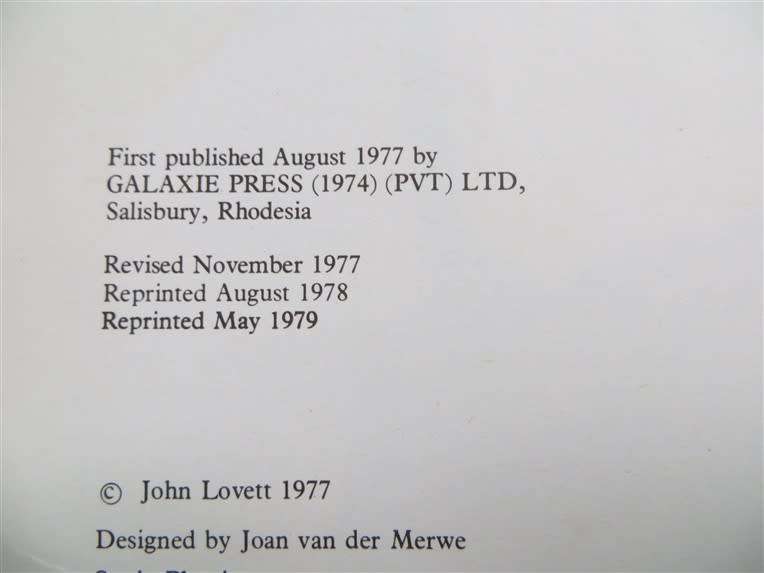 First published August 1977 by
GALAXIE PRESS (1974) (PVT) LTD,
Salisbury, Rhodesia
Revised November 1977
Reprinted August 1978
Reprinted May 1979
© John Lovett 1977
Designed by Joan van der Merwe